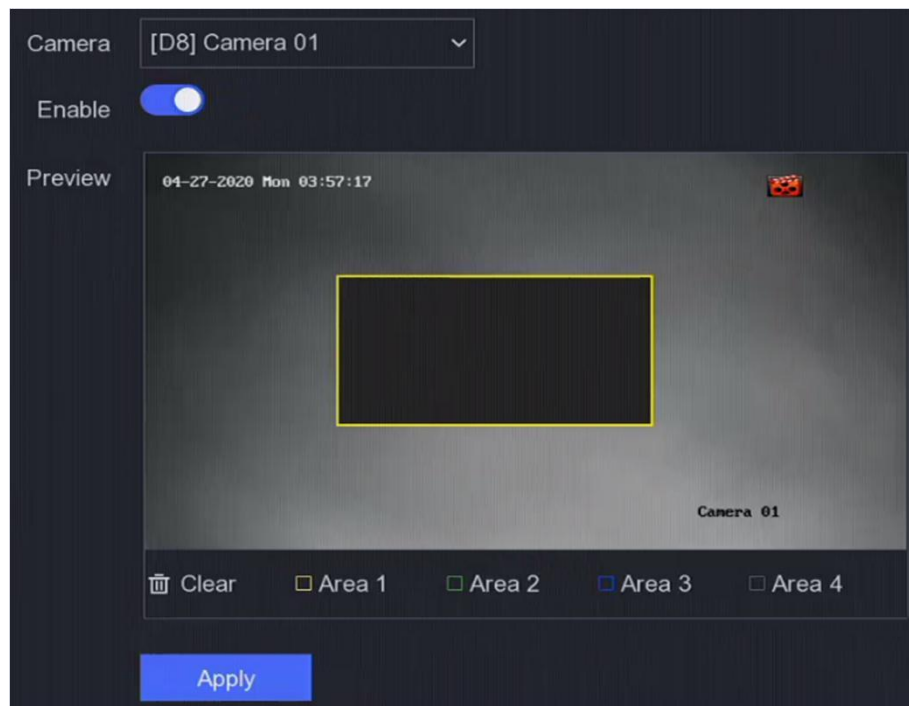 Camera [D8] Camera 01
Enable
Preview
04-27-2020 Mon 03:57:17
Camera 01
Clear Area 1 Area 2 Area 3 Area 4
Apply